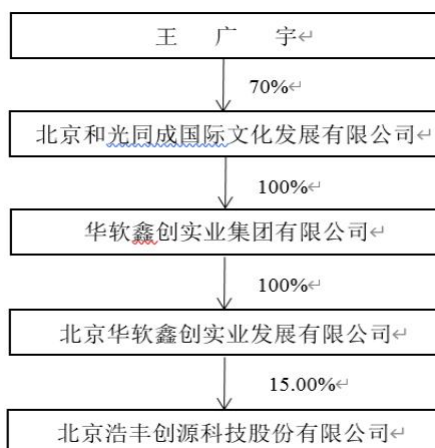 王 广 宇↵
70%↵
北京和光同成国际文化发展有限公司↵
100%↵
华软鑫创实业集团有限公司↵
100%↵
北京华软鑫创实业发展有限公司↵
15.00%↵
北京浩丰创源科技股份有限公司↵